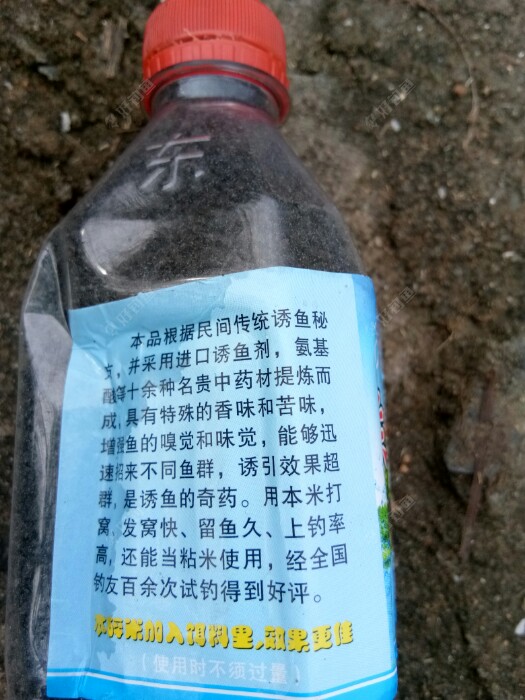 东
本品根据民间传统诱鱼秘
方，并采用进口诱鱼剂，氨基
酸等十余种名贵中药材提炼而
成，具有特殊的香味和苦味，
增强鱼的嗅觉和味觉，能够迅
速招来不同鱼群，诱引效果超
群，是诱鱼的奇药。用本米打
窝，发窝快、留鱼久、上钓率
高，还能当粘米使用，经全国
钓友百余次试钓得到好评。
加入饵料里，效果更佳
（使用时不须过量）